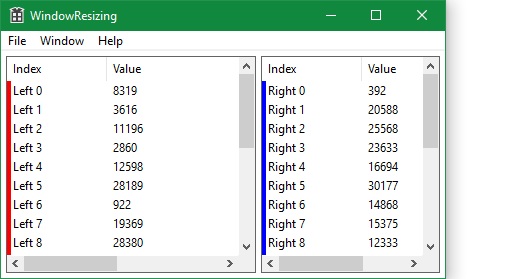 WindowResizing
File Window Help
Index Value Index Value
Left 0 8319 Right 0 392
Left 1 3616 Right 1 20588
Left 2 11196 Right 2 25568
Left 3 2860 Right 3 23633
Left 4 12598 Right 4 16694
Left 5 28189 Right 5 30177
Left 6 922 Right 6 14868
Left 7 19369 Right 7 15375
Left 8 28380 Right 8 12333